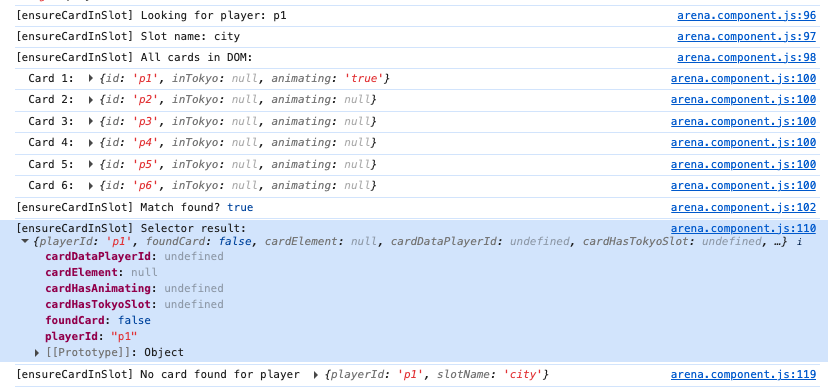 [ensureCardInSlot] Looking for player: p1 arena.component.js:96
[ensureCardInSlot] Slot name: city arena.component.js:97
[ensureCardInSlot] All cards in DOM: arena.component.js:98
Card 1: ▶ {id: 'p1', inTokyo: null, animating: 'true'} arena.component.js:100
Card 2: ▶ {id: 'p2', inTokyo: null, animating: null} arena.component.js:100
Card 3: ▶ {id: 'p3', inTokyo: null, animating: null} arena.component.js:100
Card 4: ▶ {id: 'p4', inTokyo: null, animating: null} arena.component.js:100
Card 5: ▶ {id: 'p5', inTokyo: null, animating: null} arena.component.js:100
Card 6: ▶ {id: 'p6', inTokyo: null, animating: null} arena.component.js:100
[ensureCardInSlot] Match found? true arena.component.js:102
[ensureCardInSlot] Selector result: arena.component.js:110
▼ {playerId: 'p1', foundCard: false, cardElement: null, cardDataPlayerId: undefined, cardHasTokyoSlot: undefined, …} i
cardDataPlayerId: undefined
cardElement: null
cardHasAnimating: undefined
cardHasTokyoSlot: undefined
foundCard: false
playerId: "p1"
▶ [[Prototype]]: Object
[ensureCardInSlot] No card found for player ▶ {playerId: 'p1', slotName: 'city'} arena.component.js:119